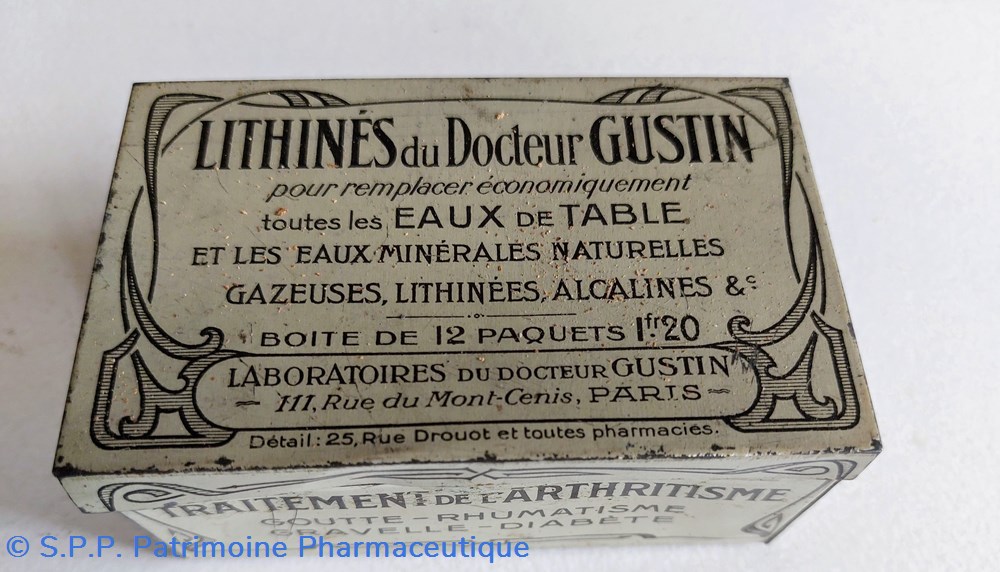 LITHINÉS du Docteur GUSTIN
pour remplacer économiquement
toutes les EAUX DE TABLE
ET LES EAUX MINÉRALES NATURELLES
GAZEUSES, LITHINÉES, ALCALINES &c
BOITE DE 12 PAQUETS 1fr.20
LABORATOIRES DU DOCTEUR GUSTIN
111, Rue du Mont-Cenis, PARIS
Détail: 25, Rue Drouot et toutes pharmacies.
TRAITEMENT DE L'ARTHRITISME
GOUTTE - RHUMATISME
GRAVELLE - DIABÈTE
© S.P.P. Patrimoine Pharmaceutique